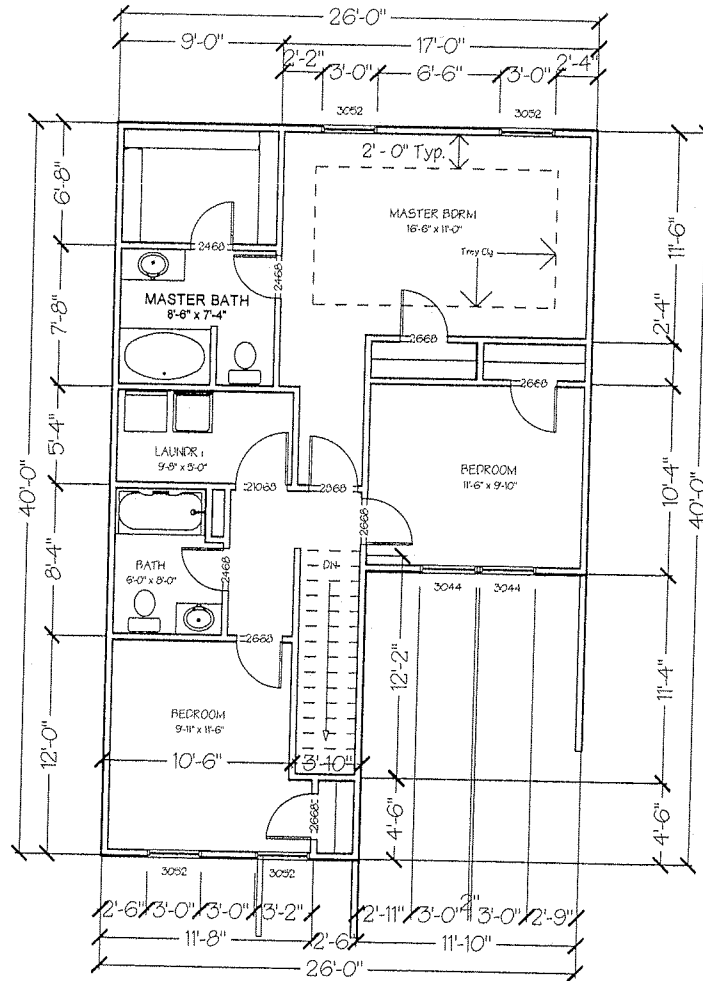 26'-0"
9'-0" 17'-0"
2'-2" 3'-0" 6'-6" 3'-0" 2'-4"
3052 3052
2'-0" Typ.
6'-8"
MASTER BDRM
16'-6" x 11'-0"
11'-6"
Tray Clg
2468
2468
MASTER BATH
8'-6" x 7'-4"
7'-8"
2'-4"
2668
2668
5'-4"
LAUNDR
9'-8" x 5'-0"
BEDROOM
11'-6" x 9'-10"
10'-4"
40'-0"
40'-0"
21068 2868
2668
8'-4"
BATH
6'-0" x 8'-0"
2468
DN
3044 3044
2668
12'-2"
11'-4"
BEDROOM
9'-11" x 11'-6"
12'-0"
10'-6" 3'-10"
2668
4'-6"
4'-6"
3052 3052
2'-6" 3'-0" 3'-0" 3'-2" 2'-11" 3'-0" 2" 3'-0" 2'-9"
11'-8" 2'-6 11'-10"
26'-0"